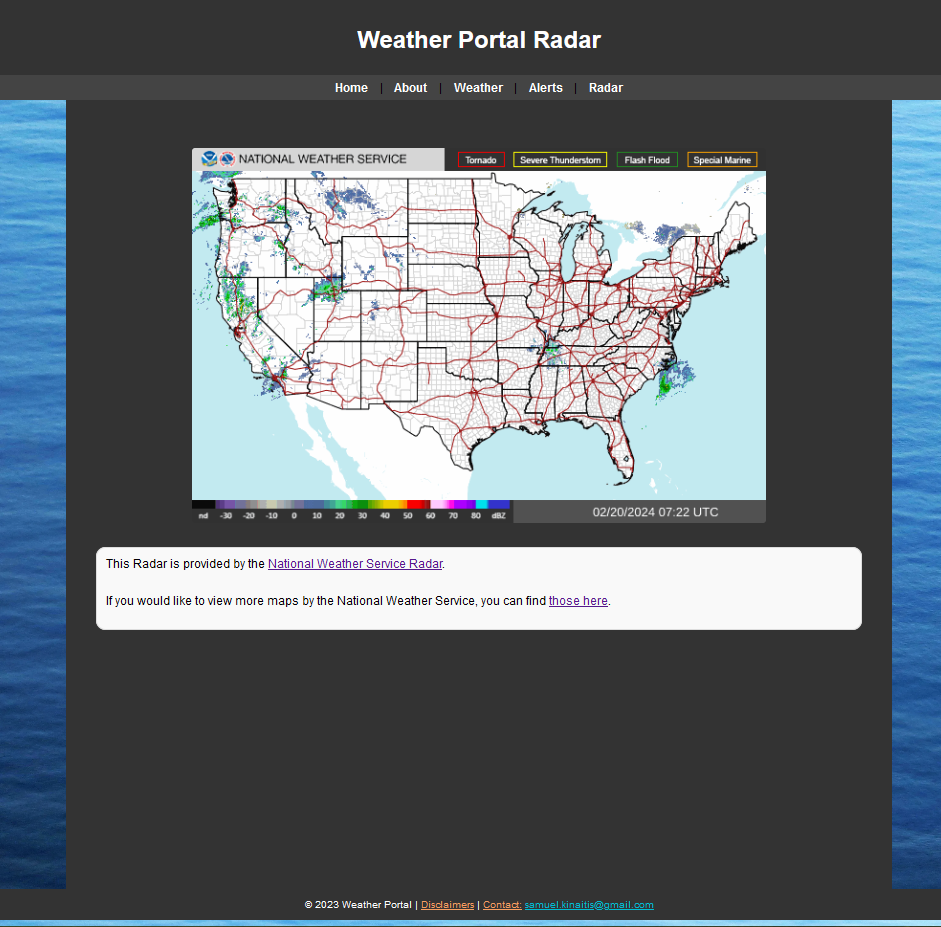 Weather Portal Radar
Home | About | Weather | Alerts | Radar
NATIONAL WEATHER SERVICE Tornado Severe Thunderstorm Flash Flood Special Marine
nd -30 -20 -10 0 10 20 30 40 50 60 70 80 dBZ 02/20/2024 07:22 UTC
This Radar is provided by the National Weather Service Radar.
If you would like to view more maps by the National Weather Service, you can find those here.
© 2023 Weather Portal | Disclaimers | Contact: samuel.kinaitis@gmail.com